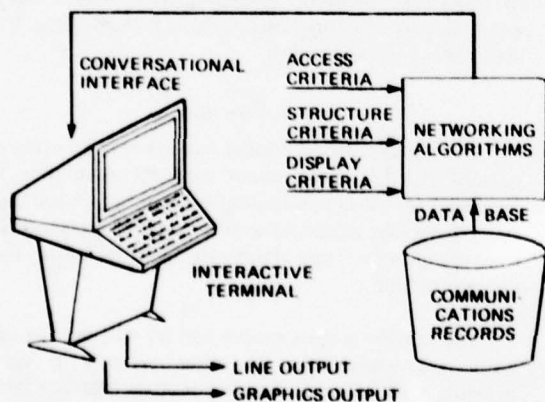 CONVERSATIONAL
INTERFACE
ACCESS
CRITERIA
STRUCTURE
CRITERIA
DISPLAY
CRITERIA
NETWORKING
ALGORITHMS
DATA BASE
INTERACTIVE
TERMINAL
COMMUNI-
CATIONS
RECORDS
LINE OUTPUT
GRAPHICS OUTPUT